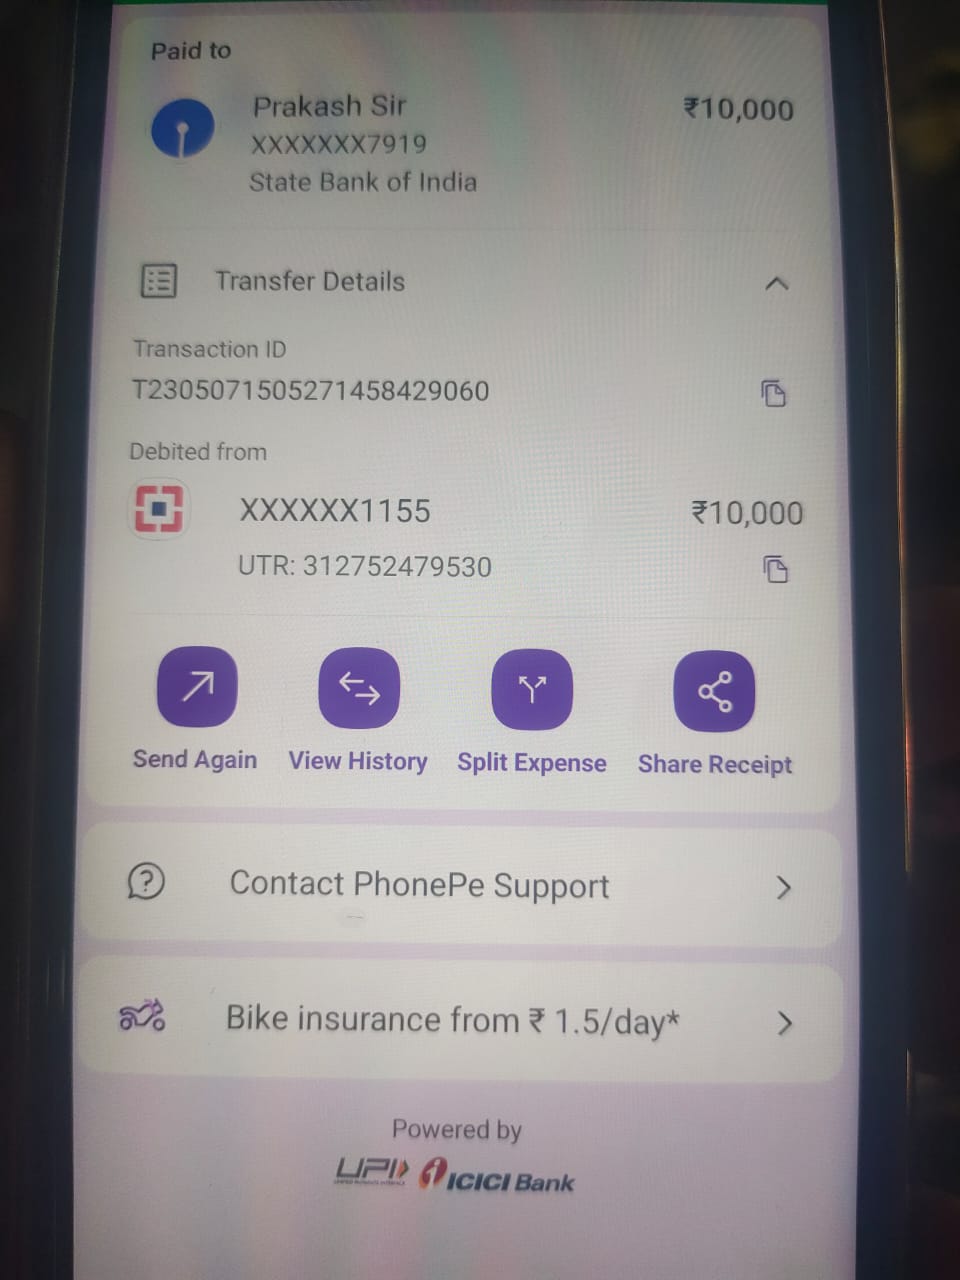 Paid to
Prakash Sir
₹10,000
XXXXXXX7919
State Bank of India
Transfer Details
Transaction ID
T2305071505271458429060
Debited from
XXXXXX1155
₹10,000
UTR: 312752479530
Send Again
View History
Split Expense
Share Receipt
Contact PhonePe Support
Bike insurance from ₹ 1.5/day*
Powered by
UPI ICICI Bank